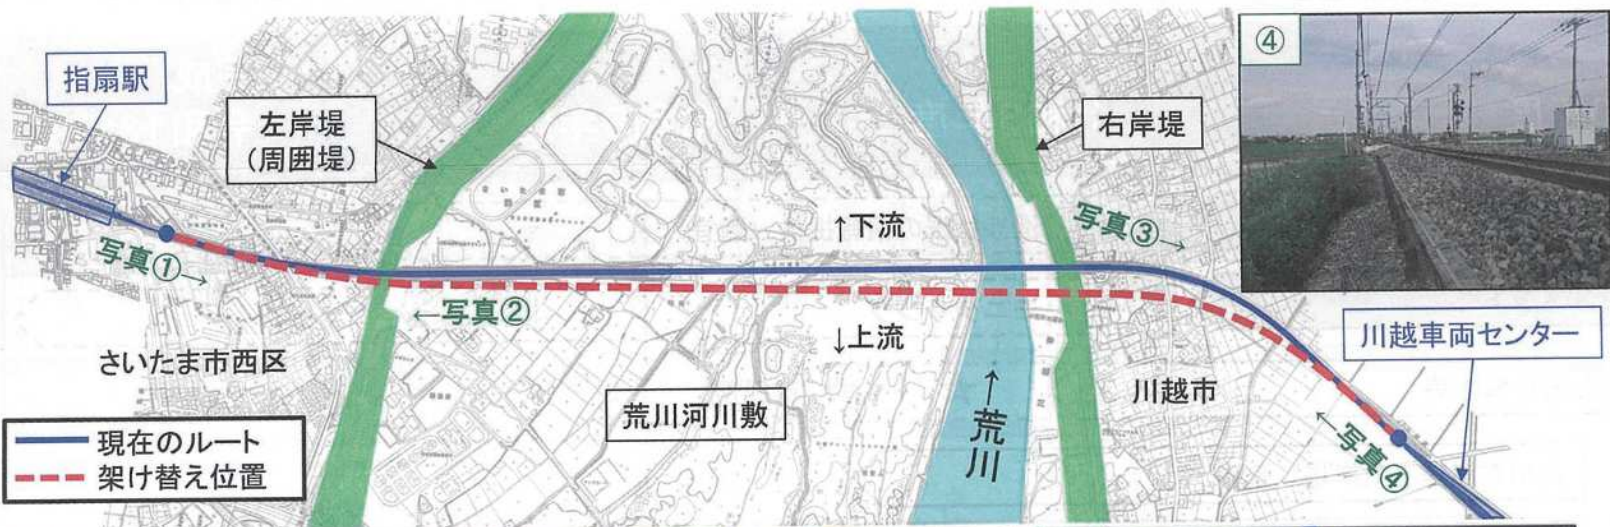 指扇駅
左岸堤
(周囲堤)
右岸堤
④
↑下流
写真③→
写真①→
←写真②
↓上流
川越車両センター
さいたま市西区
荒川河川敷
↑荒川
川越市
←写真④
現在のルート
架け替え位置